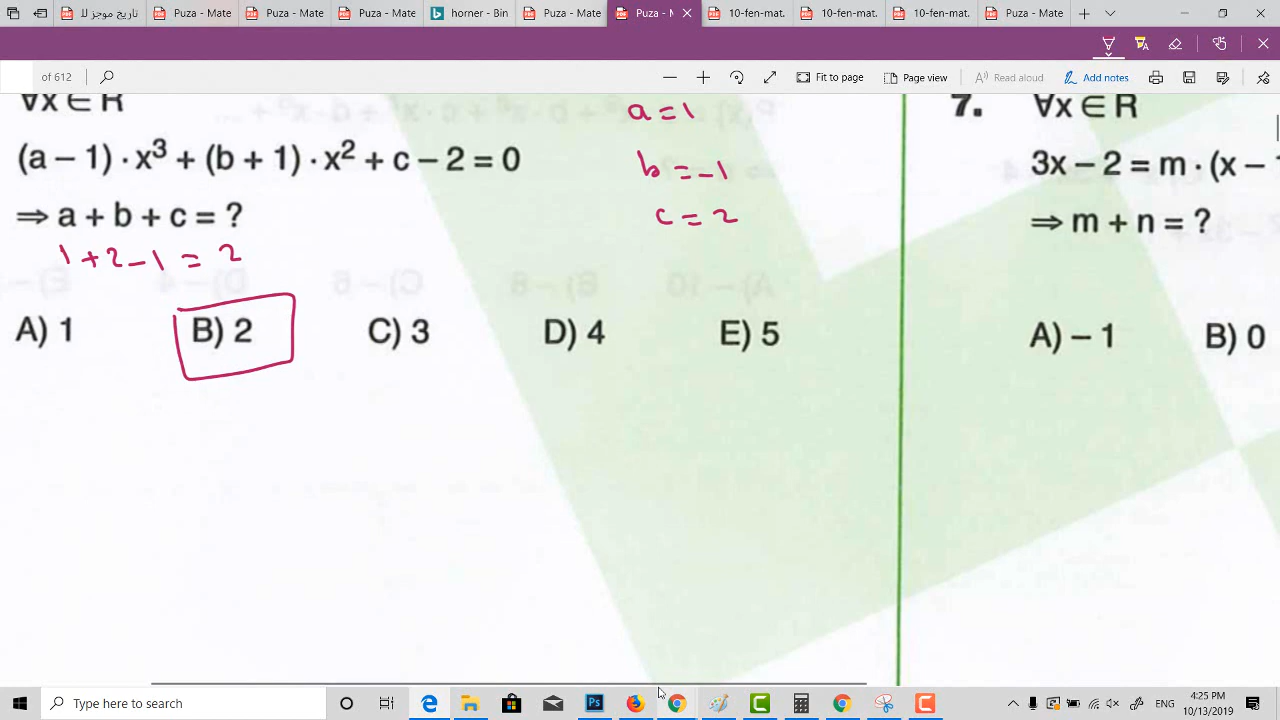 تاریخ موجز لل
Puza - Mate
Puza - Mate
Puza - Mate
horner - Bin
Puza - Mate
Puza - M
10-fen-mat.
10-fen-mat.
10-fen-mat.
Puza - Mate
of 612
Fit to page
Page view
Read aloud
Add notes
∀x ∈ R
(a – 1) · x³ + (b + 1) · x² + c – 2 = 0
⇒ a + b + c = ?
1 + 2 - 1 = 2
A) 1 B) 2 C) 3 D) 4 E) 5
a = 1
b = -1
c = 2
7. ∀x ∈ R
3x – 2 = m · (x –
⇒ m + n = ?
A) – 1 B) 0
Type here to search
ENG
4:25 PM
10/13/2019